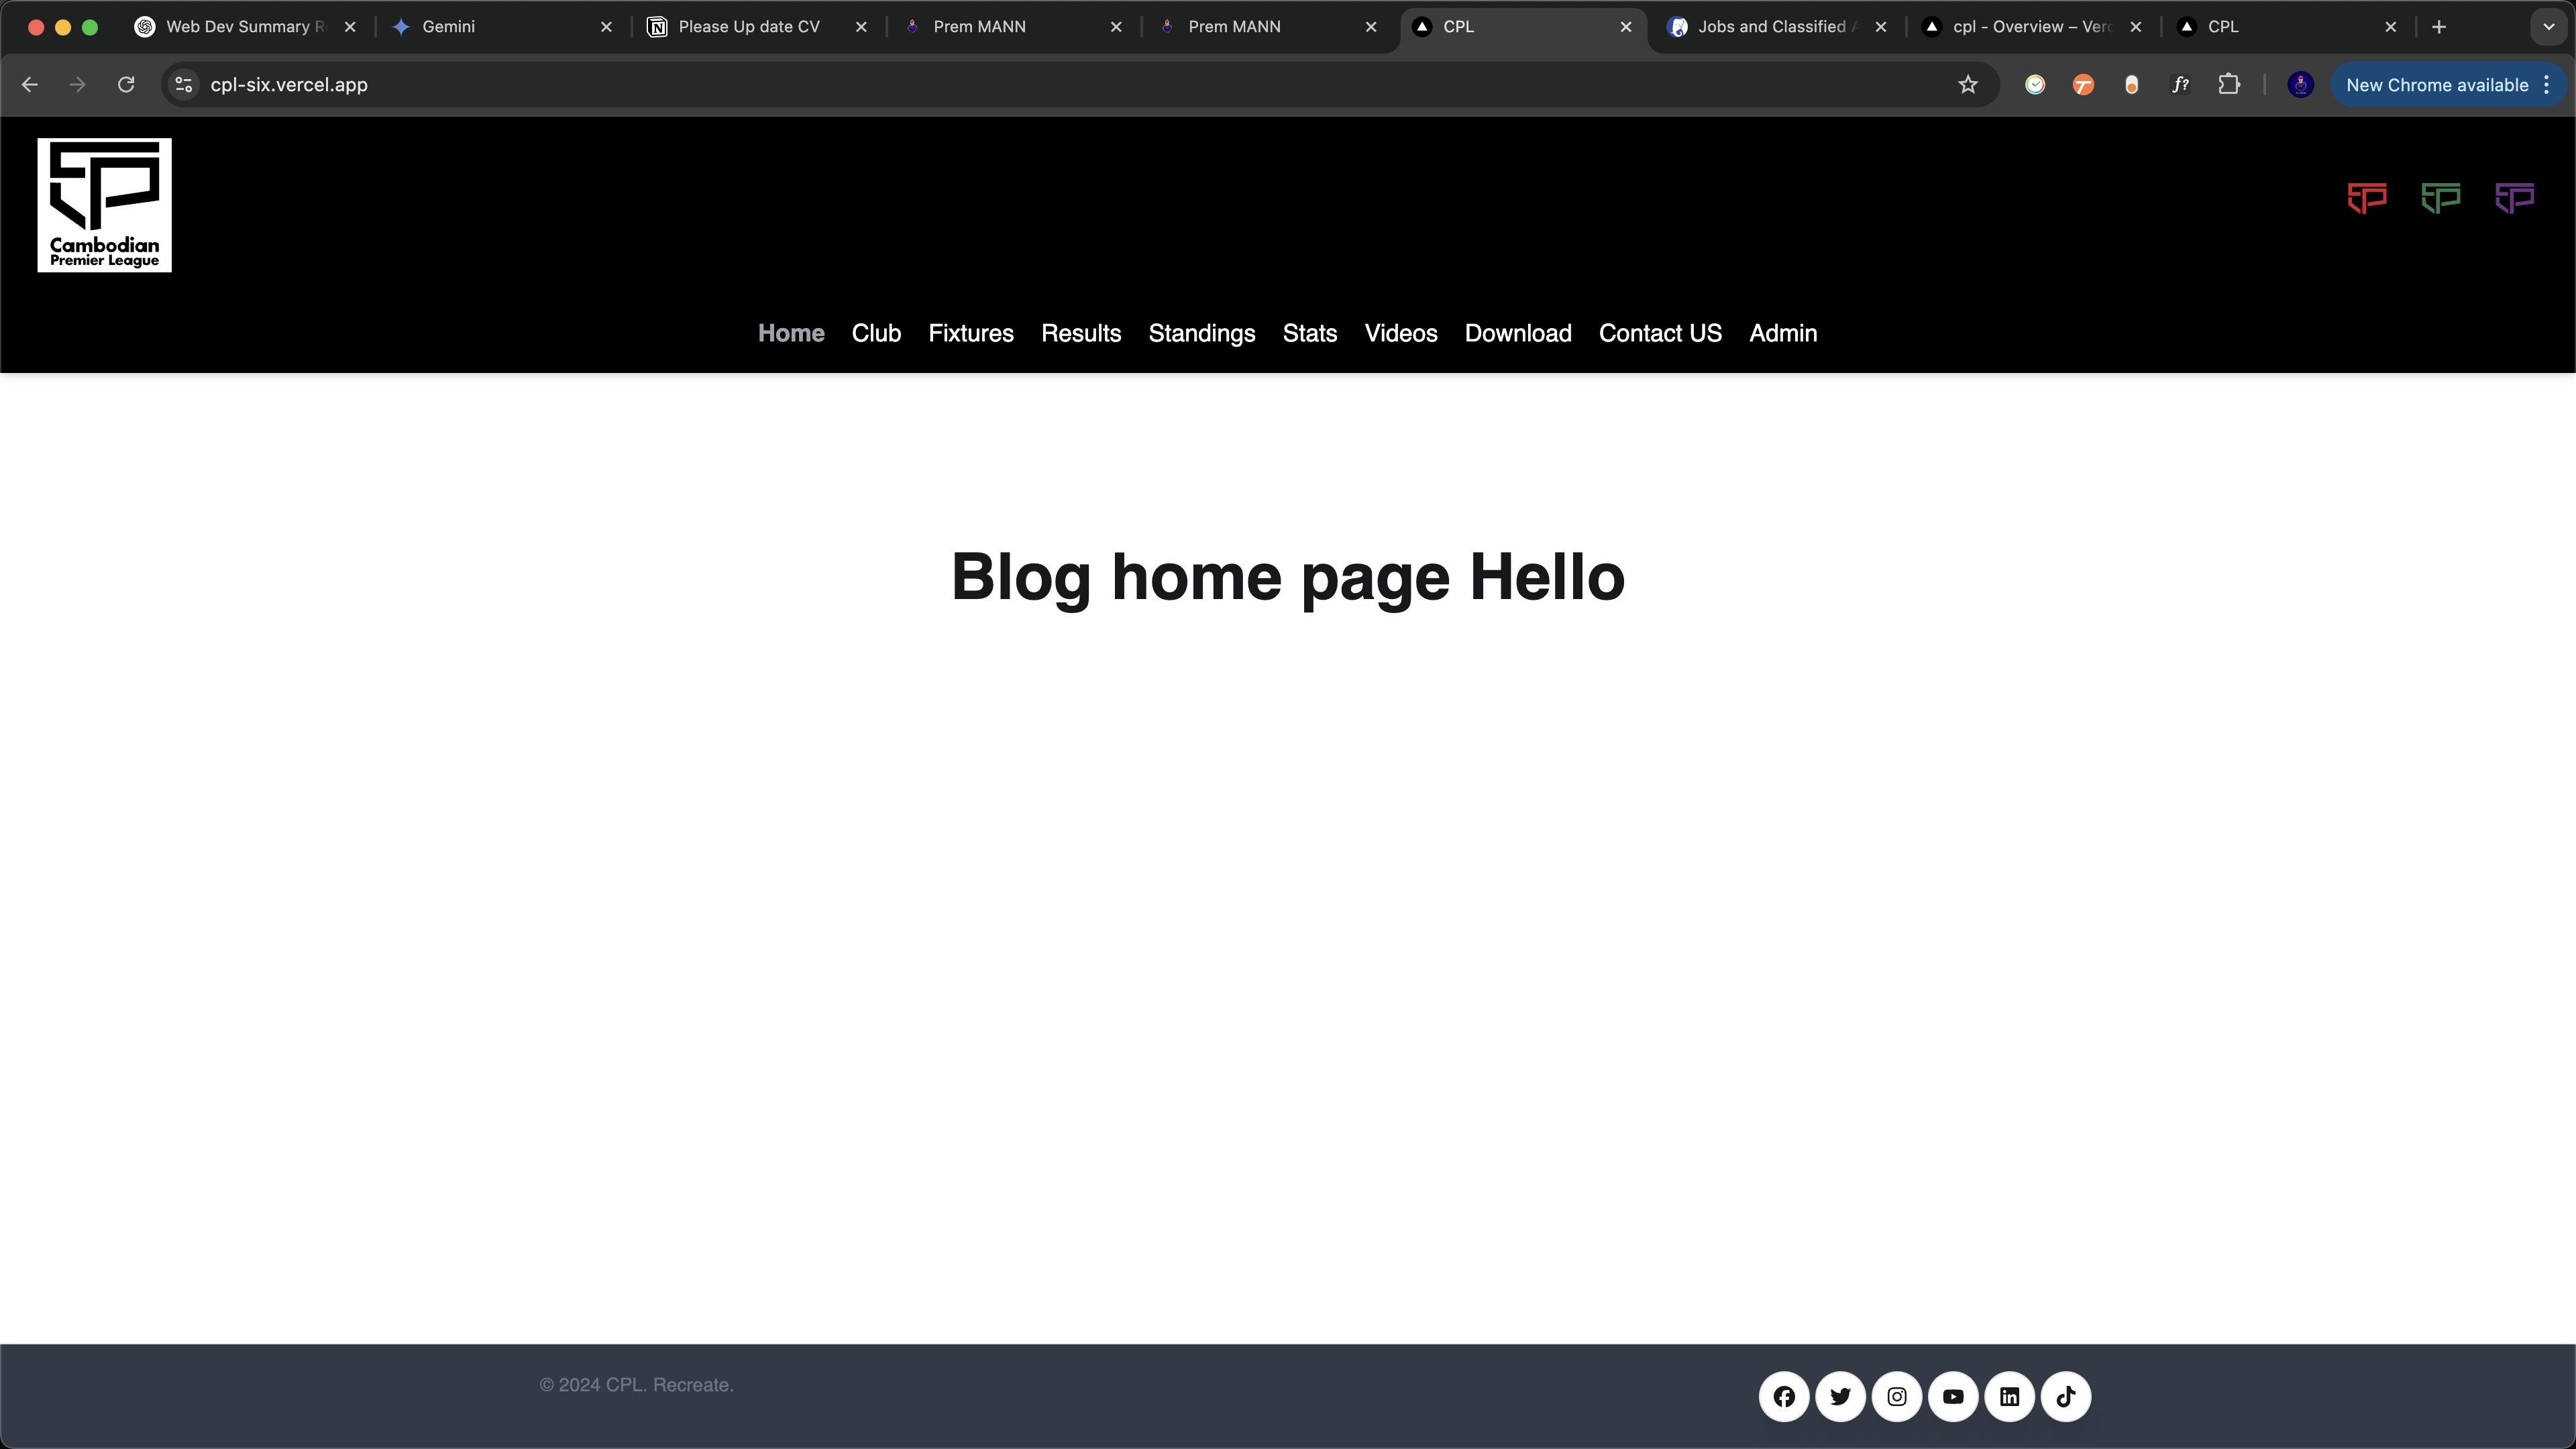 Web Dev Summary R
Gemini
Please Up date CV
Prem MANN
Prem MANN
CPL
Jobs and Classified A
cpl - Overview – Verc
CPL
cpl-six.vercel.app
f?
New Chrome available
Cambodian
Premier League
Home Club Fixtures Results Standings Stats Videos Download Contact US Admin
Blog home page Hello
© 2024 CPL. Recreate.